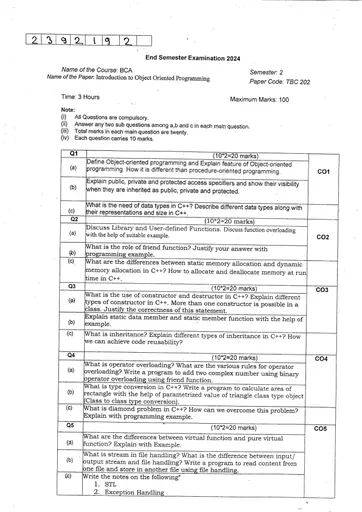 2392192
End Semester Examination 2024
Name of the Course: BCA
Semester: 2
Name of the Paper: Introduction to Object Oriented Programming
Paper Code: TBC 202
Time: 3 Hours
Maximum Marks: 100
Note:
(i) All Questions are compulsory.
(ii) Answer any two sub questions among a,b and c in each main question.
(iii) Total marks in each main question are twenty.
(iv) Each question carries 10 marks.
Q1
(10*2=20 marks)
(a) Define Object-oriented programming and Explain feature of Object-oriented
programming. How it is different than procedure-oriented programming.
CO1
(b) Explain public, private and protected access specifiers and show their visibility
when they are inherited as public, private and protected.
(c) What is the need of data types in C++? Describe different data types along with
their representations and size in C++.
Q2
(10*2=20 marks)
(a) Discuss Library and User-defined Functions. Discuss function overloading
with the help of suitable example.
CO2
(b) What is the role of friend function? Justify your answer with
programming example.
(c) What are the differences between static memory allocation and dynamic
memory allocation in C++? How to allocate and deallocate memory at run
time in C++.
Q3
(10*2=20 marks)
CO3
(a) What is the use of constructor and destructor in C++? Explain different
types of constructor in C++. More than one constructor is possible in a
class. Justify the correctness of this statement.
(b) Explain static data member and static member function with the help of
example.
(c) What is inheritance? Explain different types of inheritance in C++? How
we can achieve code reusability?
Q4
(10*2=20 marks)
CO4
(a) What is operator overloading? What are the various rules for operator
overloading? Write a program to add two complex number using binary
operator overloading using friend function.
(b) What is type conversion in C++? Write a program to calculate area of
rectangle with the help of parametrized value of triangle class type object
(Class to class type conversion).
(c) What is diamond problem in C++? How can we overcome this problem?
Explain with programming example.
Q5
(10*2=20 marks)
CO5
(a) What are the differences between virtual function and pure virtual
function? Explain with Example.
(b) What is stream in file handling? What is the difference between input/
output stream and file handling? Write a program to read content from
one file and store in another file using file handling.
(c) Write the notes on the following"
1. STL
2. Exception Handling